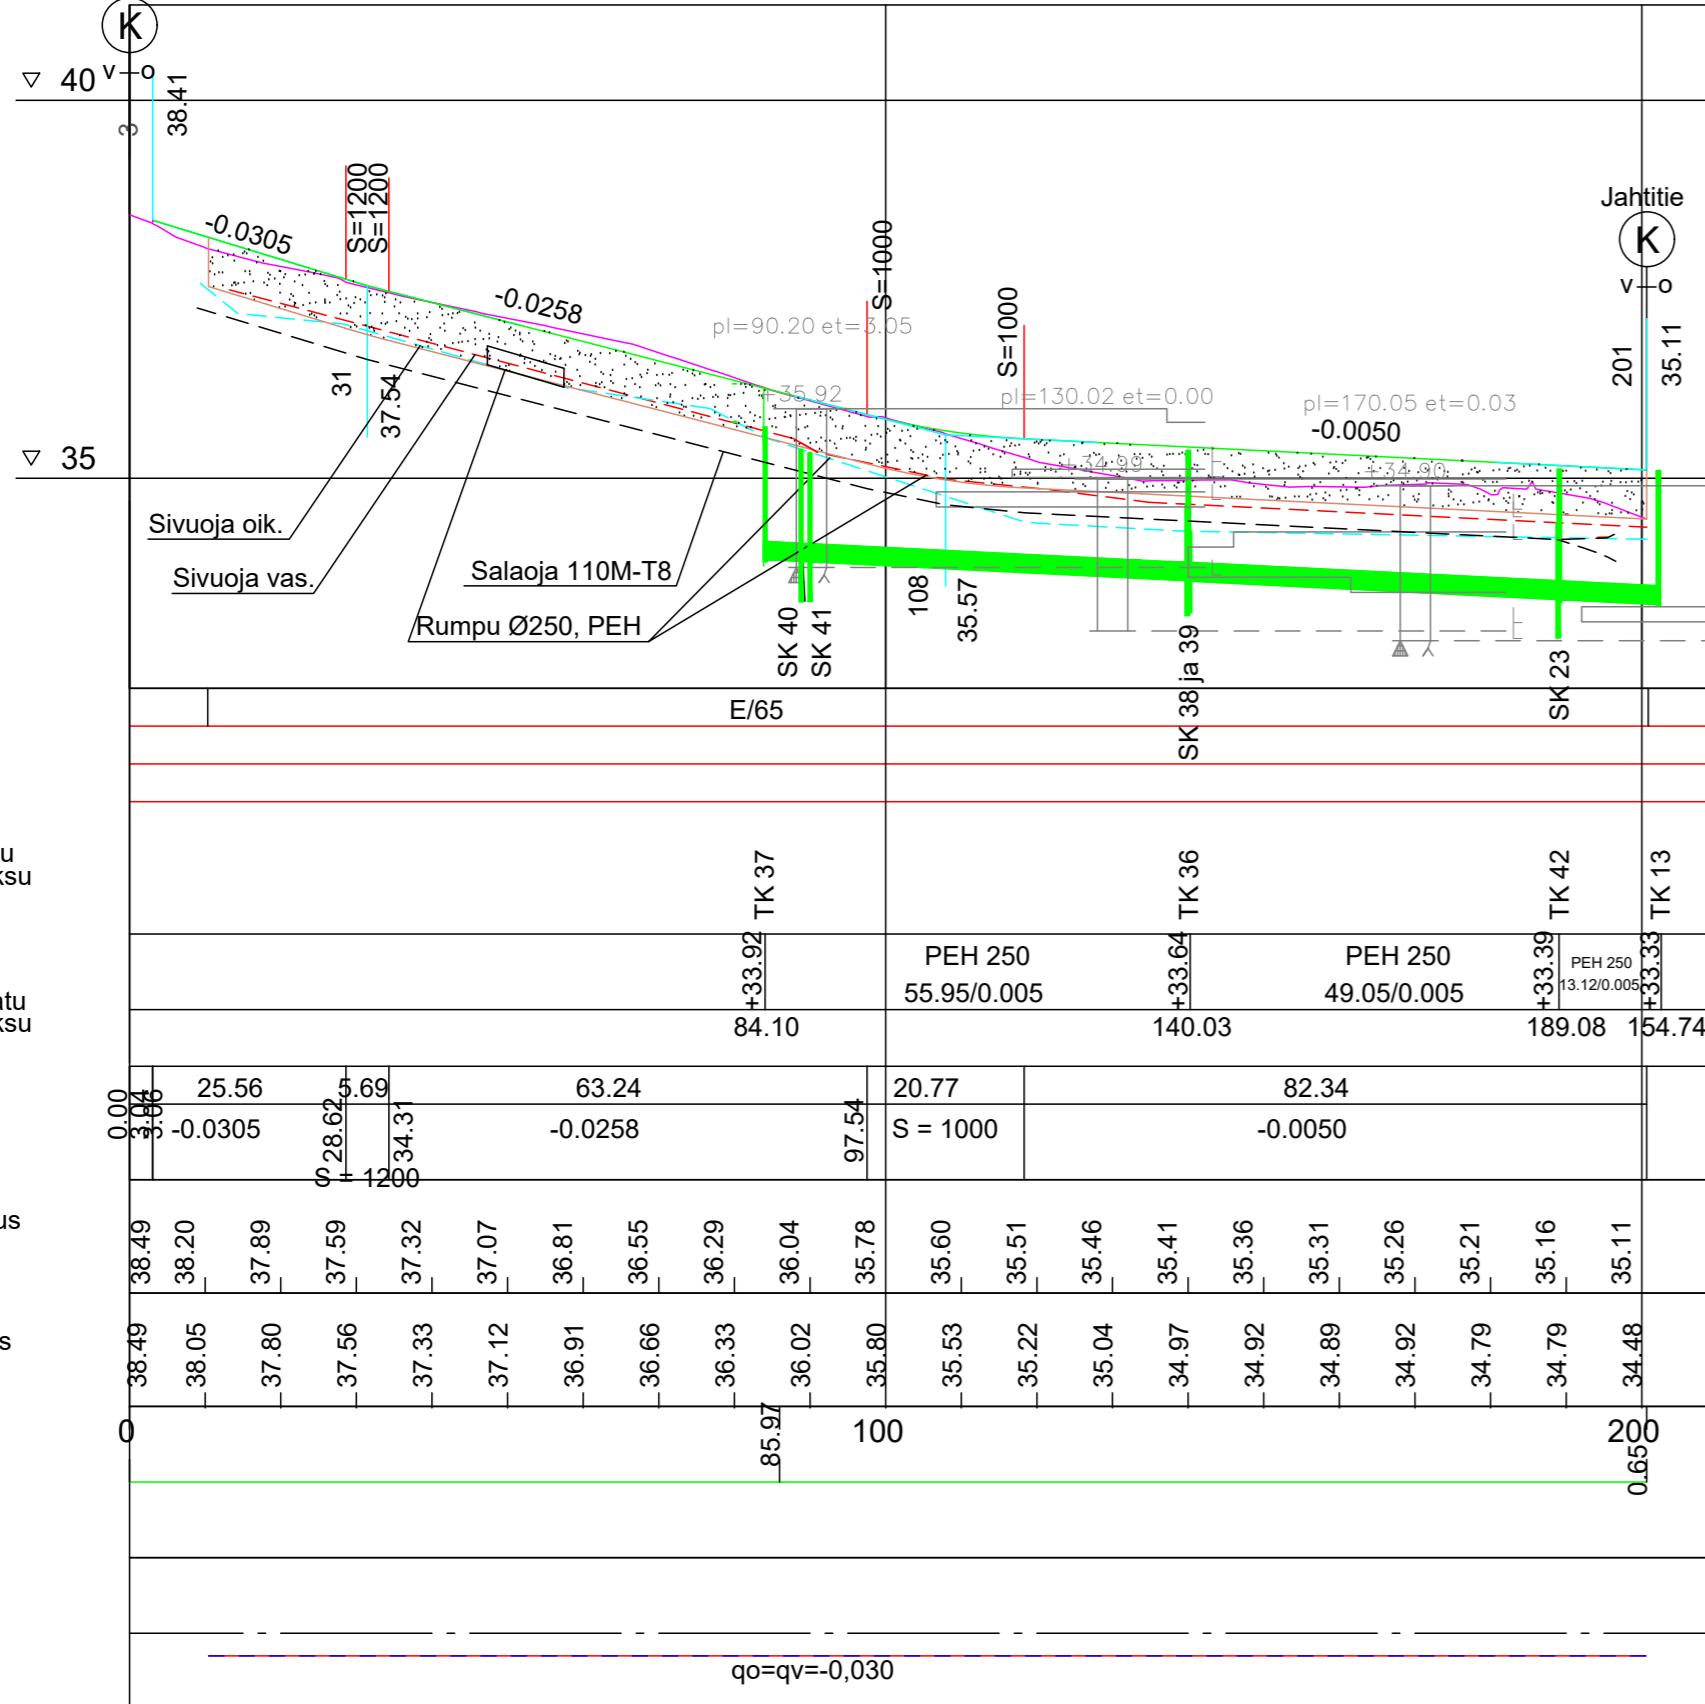 K
40 v o
3
38.41
-0.0305
S=1200
S=1200
-0.0258
S=1000
pl=90.20 et=3.05
+35.92
S=1000
pl=130.02 et=0.00
pl=170.05 et=0.03
-0.0050
Jahtitie
K
v o
201
35.11
31
37.54
35
+34.99
+34.90
Sivuoja oik.
Sivuoja vas.
Salaoja 110M-T8
Rumpu Ø250, PEH
SK 40
SK 41
108
35.57
SK 38 ja 39
SK 23
E/65
TK 37
TK 36
TK 42
TK 13
+33.92
PEH 250
55.95/0.005
+33.64
PEH 250
49.05/0.005
+33.39
PEH 250
13.12/0.005
+33.33
84.10 140.03 189.08 154.74
0.00
3.04
3.06
25.56 5.69 63.24 20.77 82.34
-0.0305
28.62
34.31
-0.0258
97.54
S = 1000
-0.0050
S = 1200
38.49 38.20 37.89 37.59 37.32 37.07 36.81 36.55 36.29 36.04 35.78 35.60 35.51 35.46 35.41 35.36 35.31 35.26 35.21 35.16 35.11
38.49 38.05 37.80 37.56 37.33 37.12 36.91 36.66 36.33 36.02 35.80 35.53 35.22 35.04 34.97 34.92 34.89 34.92 34.79 34.79 34.48
0 100 200
85.97
0.65
qo=qv=-0,030